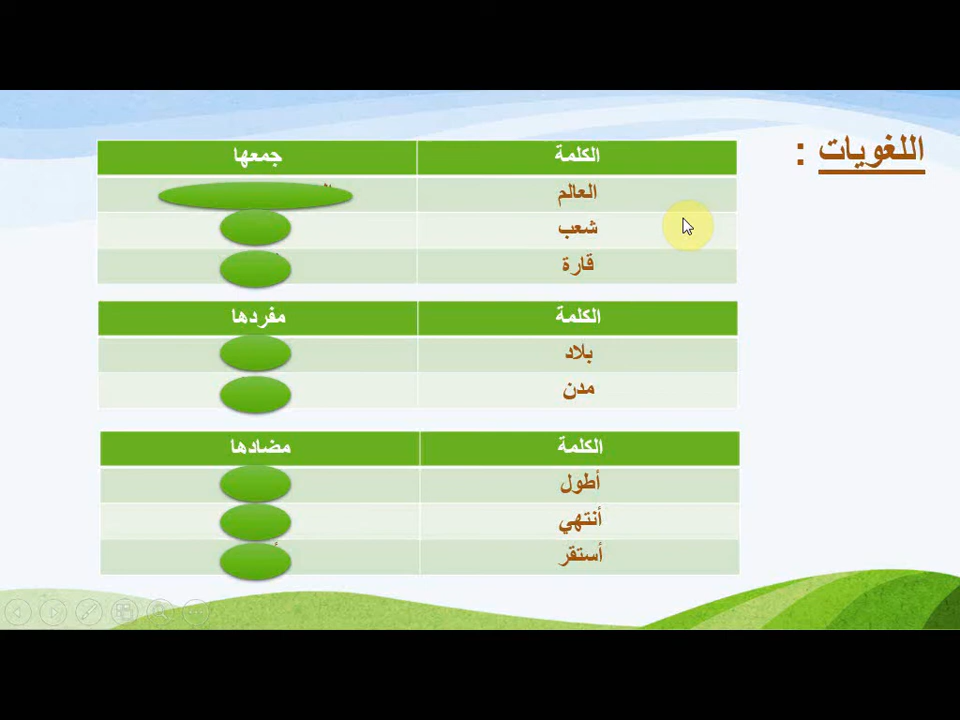 اللغويات :
الكلمة جمعها
العالم
شعب
قارة
الكلمة مفردها
بلاد
مدن
الكلمة مضادها
أطول
أنتهي
أستقر